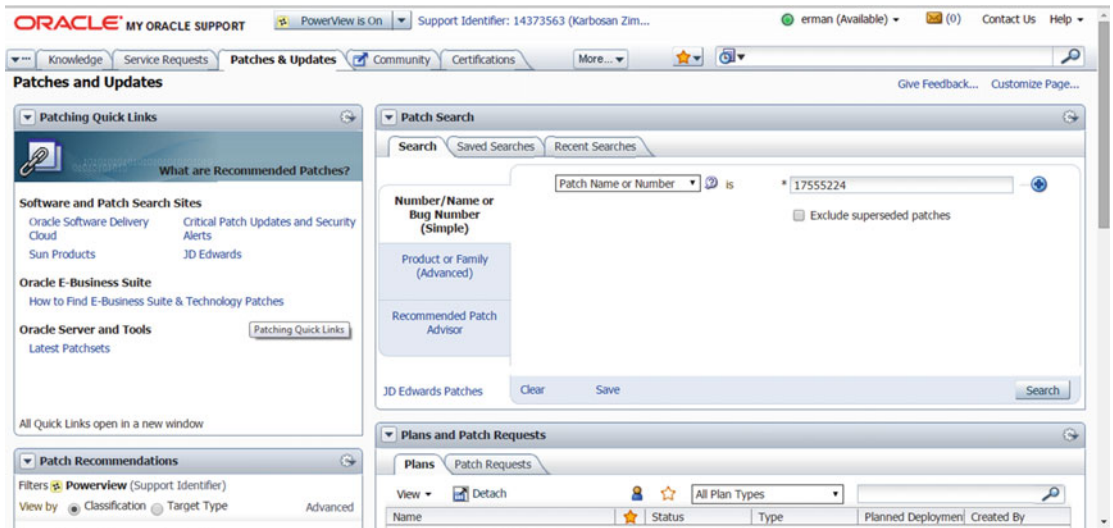 ORACLE MY ORACLE SUPPORT
PowerView is On
Support Identifier: 14373563 (Karbosan Zim...
erman (Available)
(0)
Contact Us
Help
Knowledge
Service Requests
Patches & Updates
Community
Certifications
More...
Patches and Updates
Give Feedback...
Customize Page...
Patching Quick Links
What are Recommended Patches?
Software and Patch Search Sites
Oracle Software Delivery
Cloud
Critical Patch Updates and Security
Alerts
Sun Products
JD Edwards
Oracle E-Business Suite
How to Find E-Business Suite & Technology Patches
Oracle Server and Tools
Patching Quick Links
Latest Patchsets
All Quick Links open in a new window
Patch Recommendations
Filters Powerview (Support Identifier)
View by Classification Target Type
Advanced
Patch Search
Search
Saved Searches
Recent Searches
Number/Name or
Bug Number
(Simple)
Product or Family
(Advanced)
Recommended Patch
Advisor
JD Edwards Patches
Patch Name or Number
is
* 17555224
Exclude superseded patches
Clear
Save
Search
Plans and Patch Requests
Plans
Patch Requests
View
Detach
All Plan Types
Name
Status
Type
Planned Deploymen
Created By